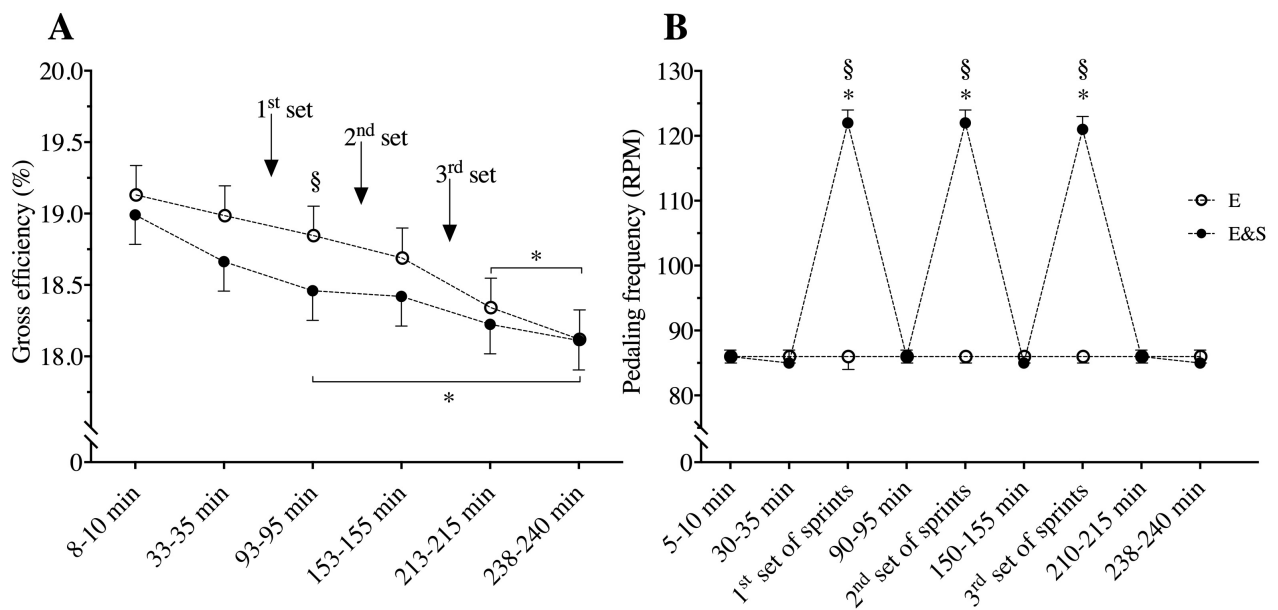 A
Gross efficiency (%)
20.0
19.5
19.0
18.5
18.0
0
1st set
2nd set
3rd set
§
*
*
8-10 min
33-35 min
93-95 min
153-155 min
213-215 min
238-240 min
B
Pedaling frequency (RPM)
130
120
110
100
90
80
0
§ § §
* * *
E
E&S
5-10 min
30-35 min
1st set of sprints
90-95 min
2nd set of sprints
150-155 min
3rd set of sprints
210-215 min
238-240 min